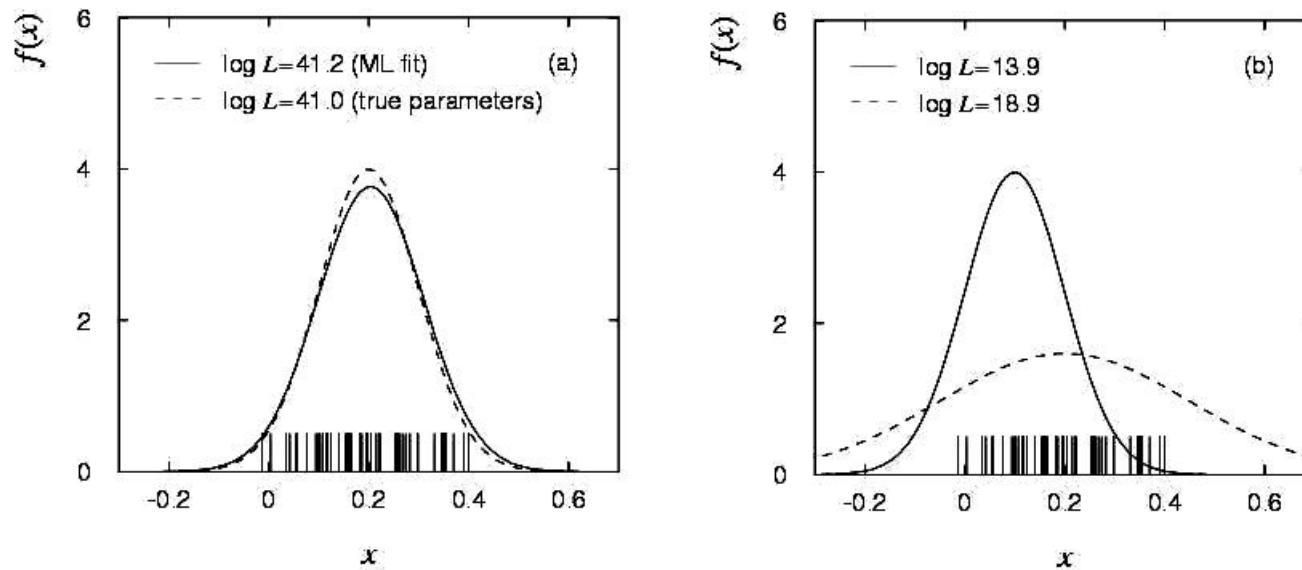 f(x)
6
4
2
0
log L=41.2 (ML fit)
log L=41.0 (true parameters)
(a)
-0.2 0 0.2 0.4 0.6
x
f(x)
6
4
2
0
log L=13.9
log L=18.9
(b)
-0.2 0 0.2 0.4 0.6
x